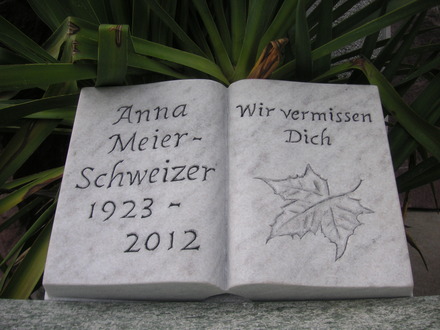 Anna
Meier-
Schweizer
1923 -
2012
Wir vermissen
Dich